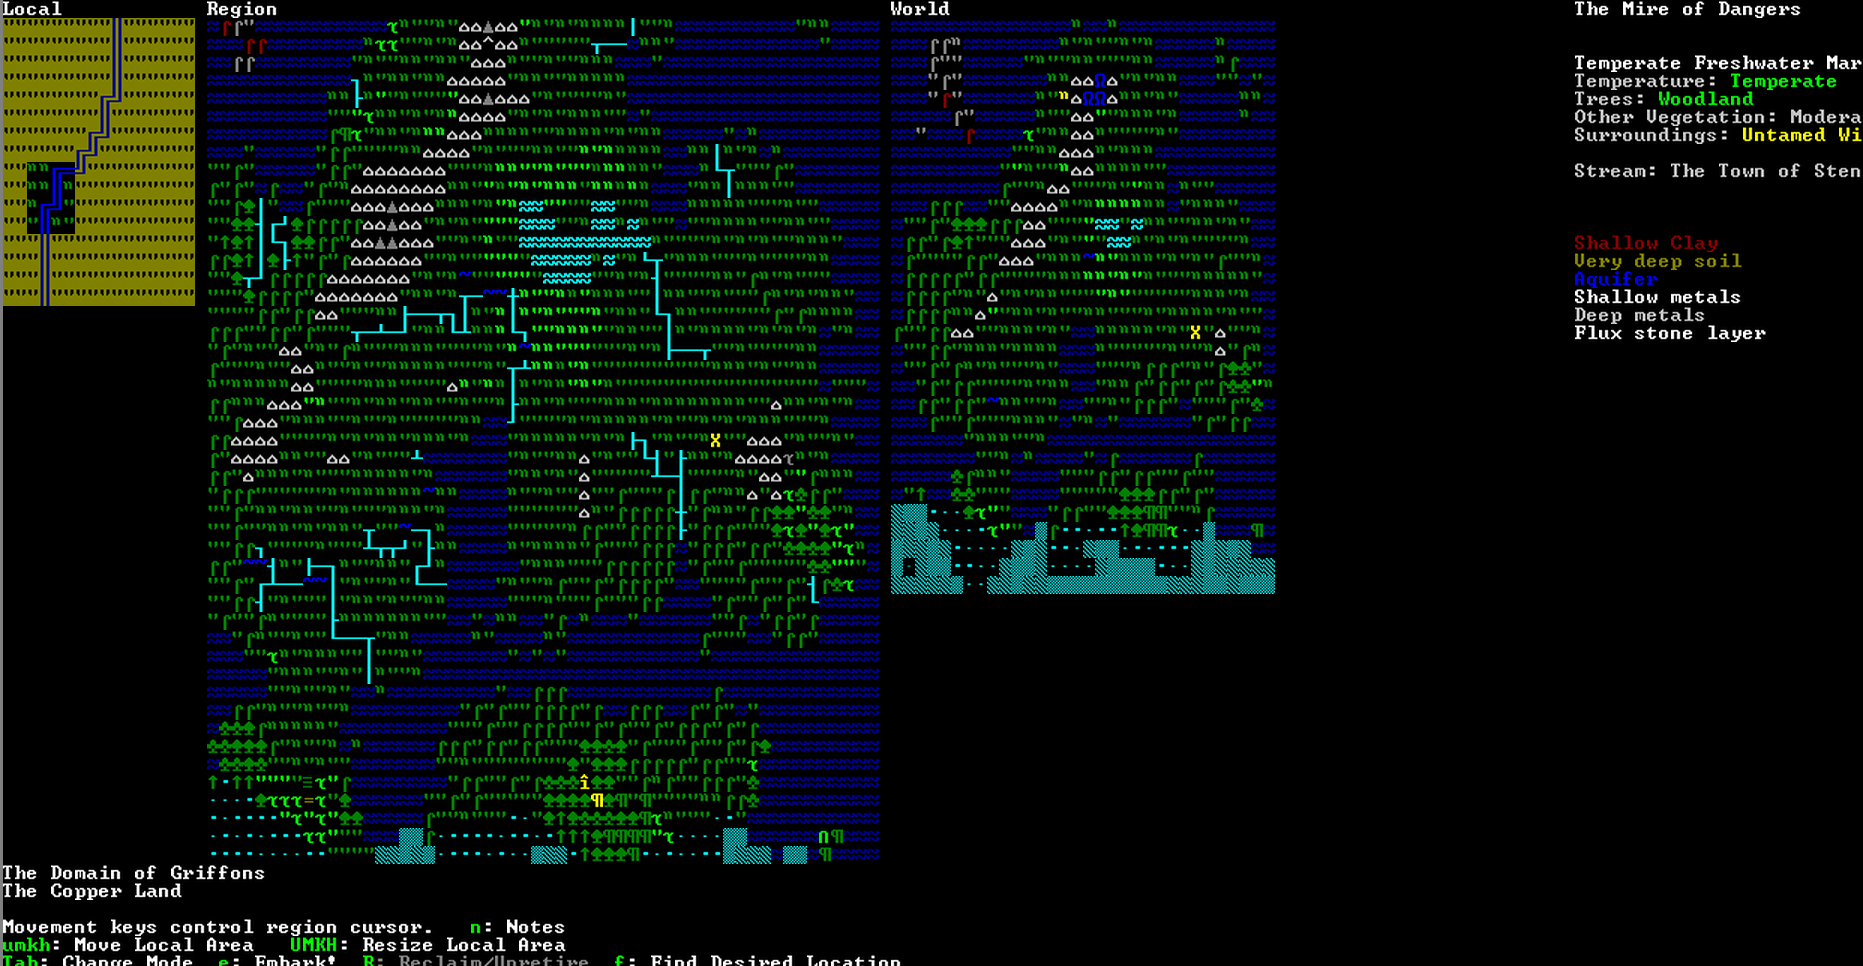 Local
Region
World
The Mire of Dangers
Temperate Freshwater Mar
Temperature: Temperate
Trees: Woodland
Other Vegetation: Modera
Surroundings: Untamed Wi
Stream: The Town of Sten
Shallow Clay
Very deep soil
Aquifer
Shallow metals
Deep metals
Flux stone layer
The Domain of Griffons
The Copper Land
Movement keys control region cursor. n: Notes
umkh: Move Local Area UMKH: Resize Local Area
Tab: Change Mode e: Embark! R: Reclaim/Unretire f: Find Desired Location